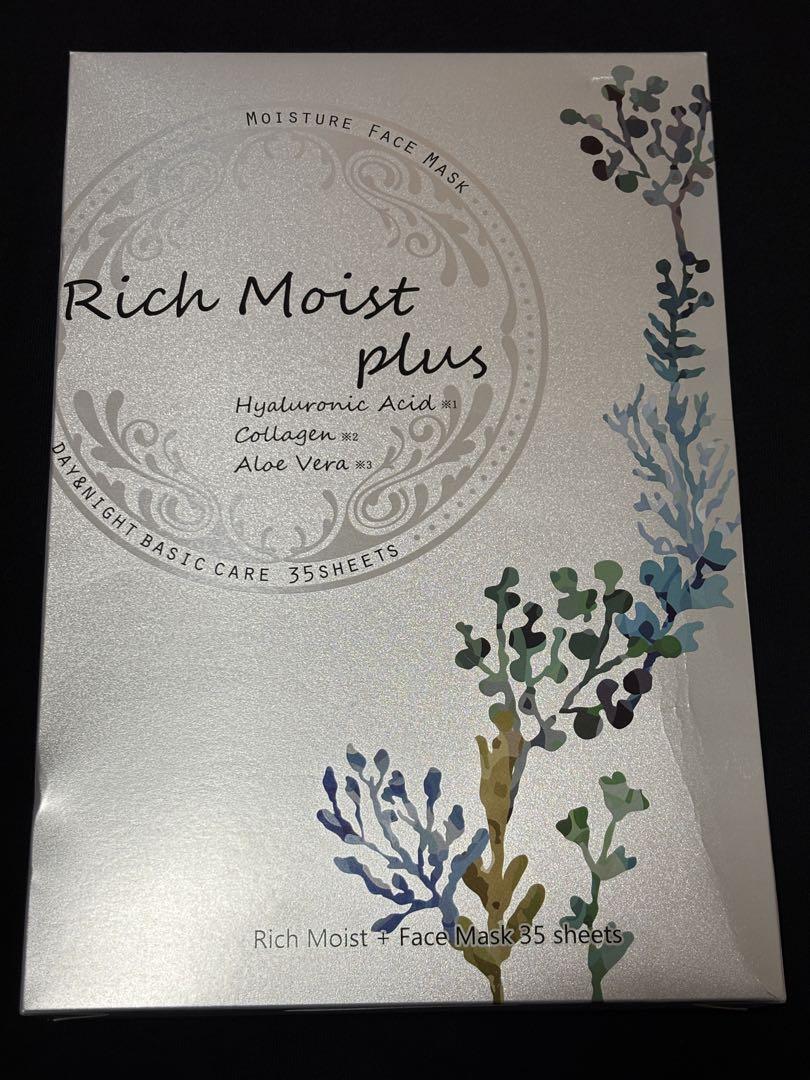 MOISTURE FACE MASK
Rich Moist
plus
Hyaluronic Acid ※1
Collagen ※2
Aloe Vera ※3
DAY&NIGHT BASIC CARE 35SHEETS
Rich Moist + Face Mask 35 sheets